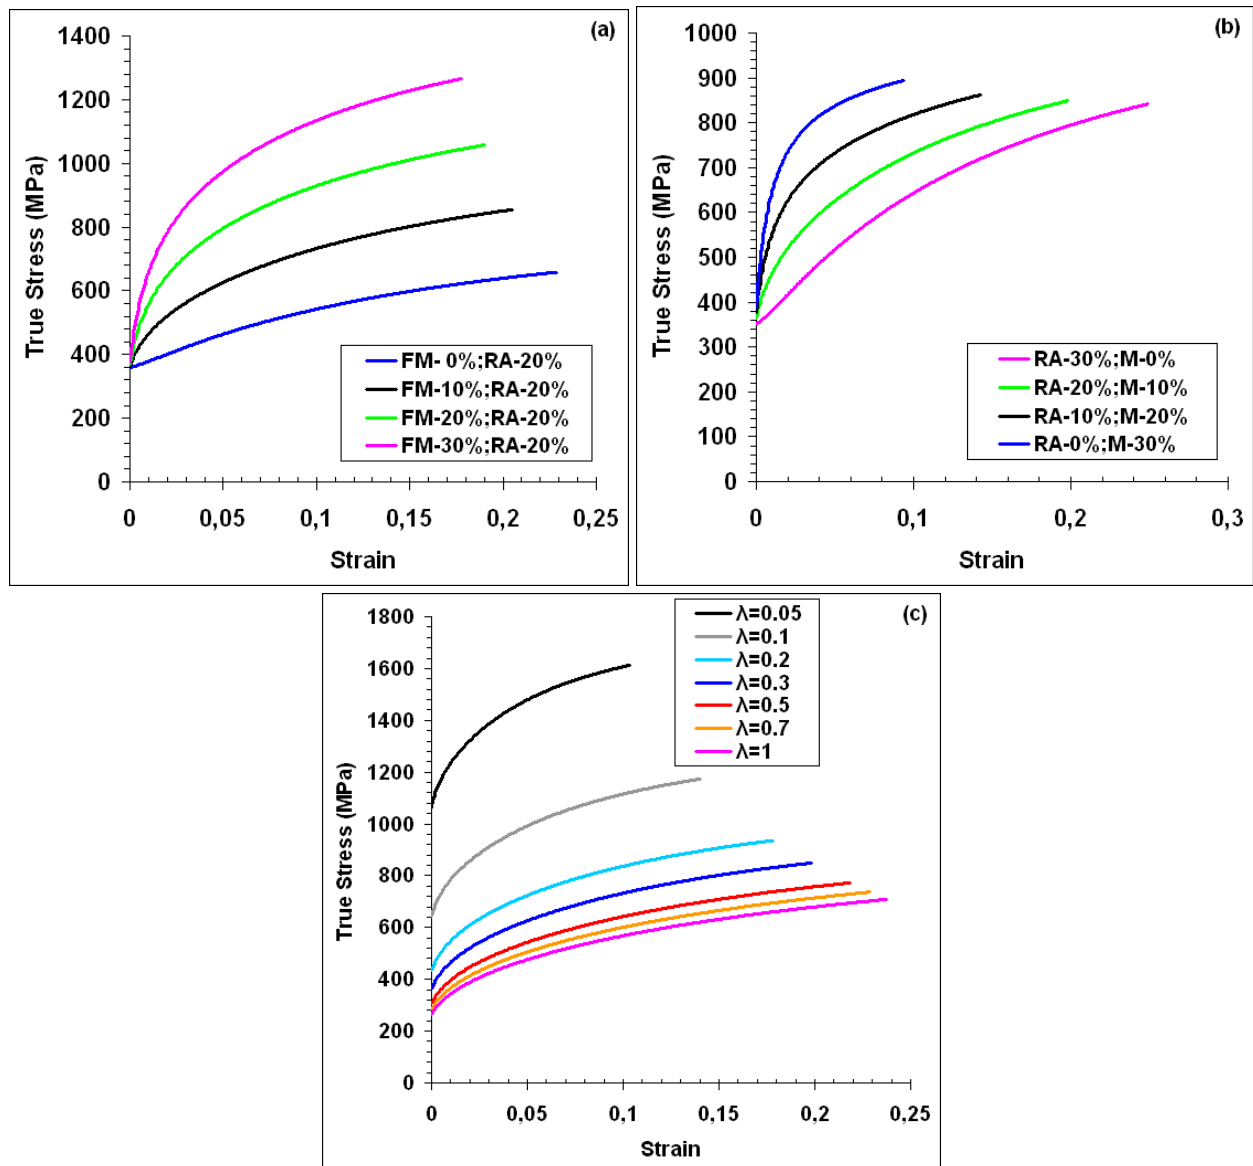 (a)
True Stress (MPa)
1400
1200
1000
800
600
400
200
0
0
0,05
0,1
0,15
0,2
0,25
Strain
FM- 0%;RA-20%
FM-10%;RA-20%
FM-20%;RA-20%
FM-30%;RA-20%
(b)
True Stress (MPa)
1000
900
800
700
600
500
400
300
200
100
0
0
0,1
0,2
0,3
Strain
RA-30%;M-0%
RA-20%;M-10%
RA-10%;M-20%
RA-0%;M-30%
(c)
True Stress (MPa)
1800
1600
1400
1200
1000
800
600
400
200
0
0
0,05
0,1
0,15
0,2
0,25
Strain
λ=0.05
λ=0.1
λ=0.2
λ=0.3
λ=0.5
λ=0.7
λ=1